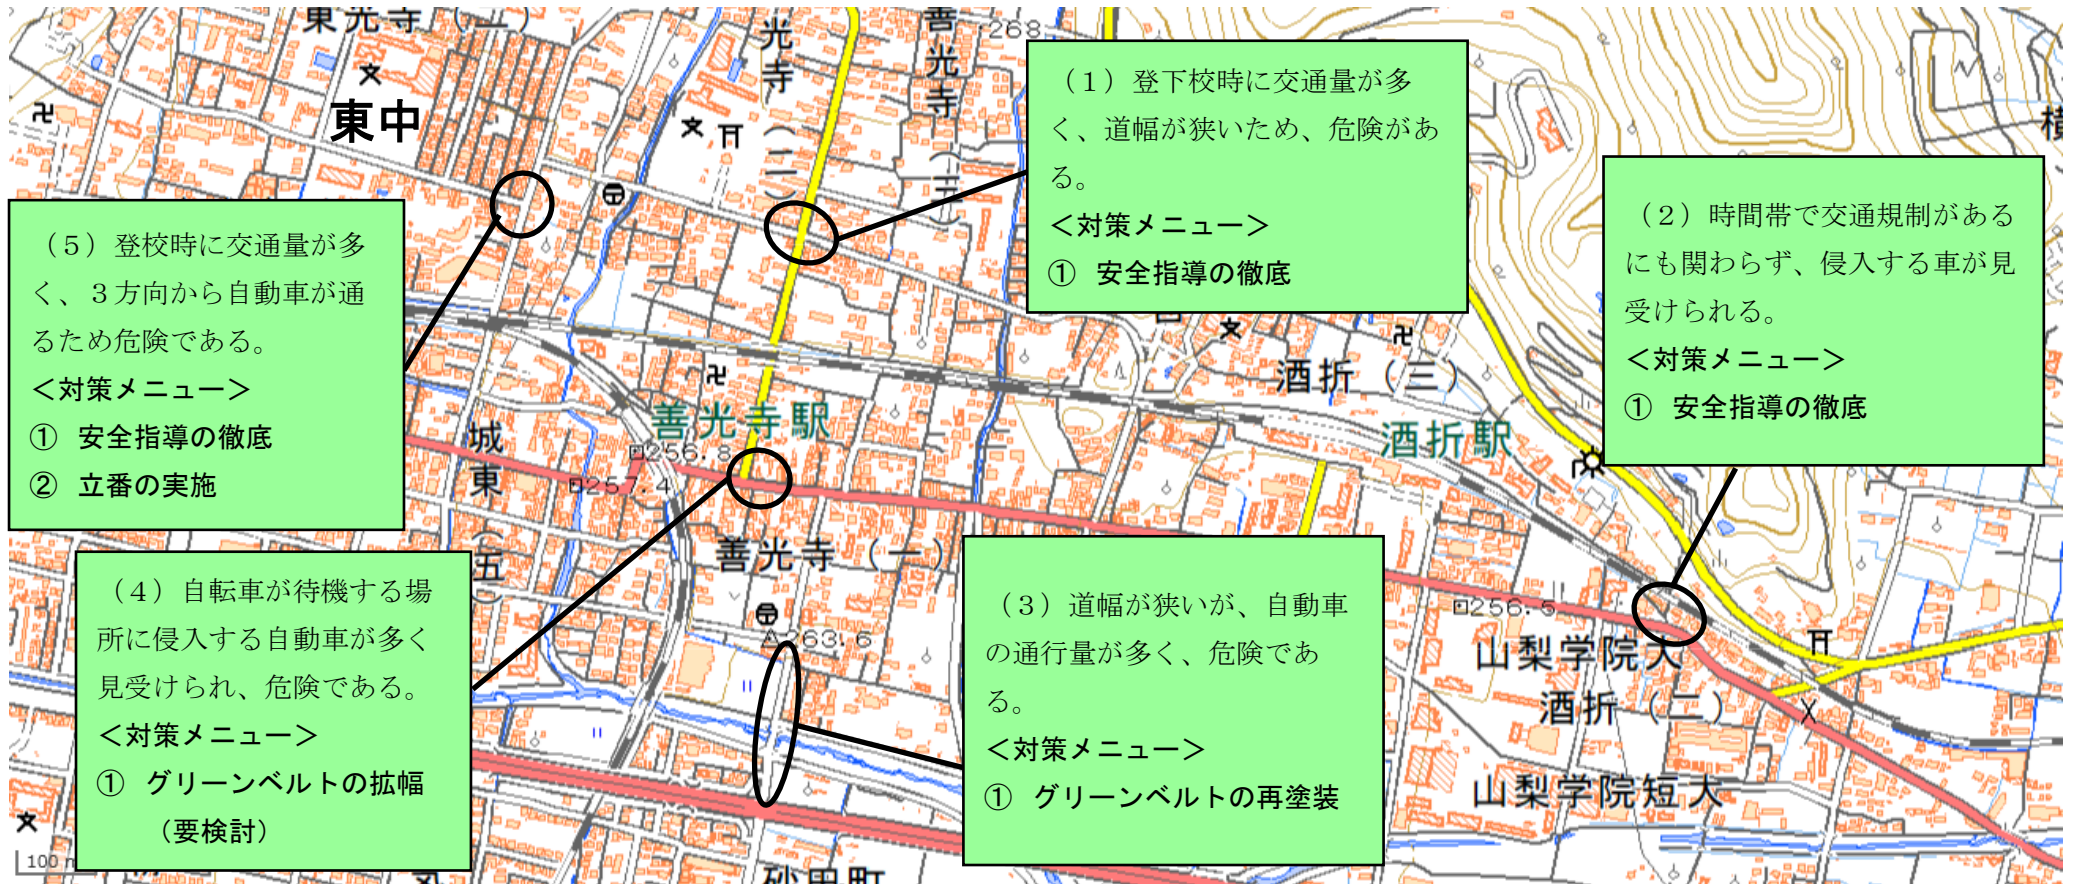 東光寺（二）
光寺（二）
善光寺（三）
268
東中
（1）登下校時に交通量が多
く、道幅が狭いため、危険があ
る。
＜対策メニュー＞
① 安全指導の徹底
（2）時間帯で交通規制がある
にも関わらず、侵入する車が見
受けられる。
＜対策メニュー＞
① 安全指導の徹底
（5）登校時に交通量が多
く、３方向から自動車が通
るため危険である。
＜対策メニュー＞
① 安全指導の徹底
② 立番の実施
酒折（三）
善光寺駅
酒折駅
256.8
257.4
城東（五）
善光寺（一）
（4）自転車が待機する場
所に侵入する自動車が多く
見受けられ、危険である。
＜対策メニュー＞
① グリーンベルトの拡幅
（要検討）
（3）道幅が狭いが、自動車
の通行量が多く、危険であ
る。
＜対策メニュー＞
① グリーンベルトの再塗装
263.6
256.5
山梨学院大
酒折（二）
山梨学院短大
砂田町
100 m